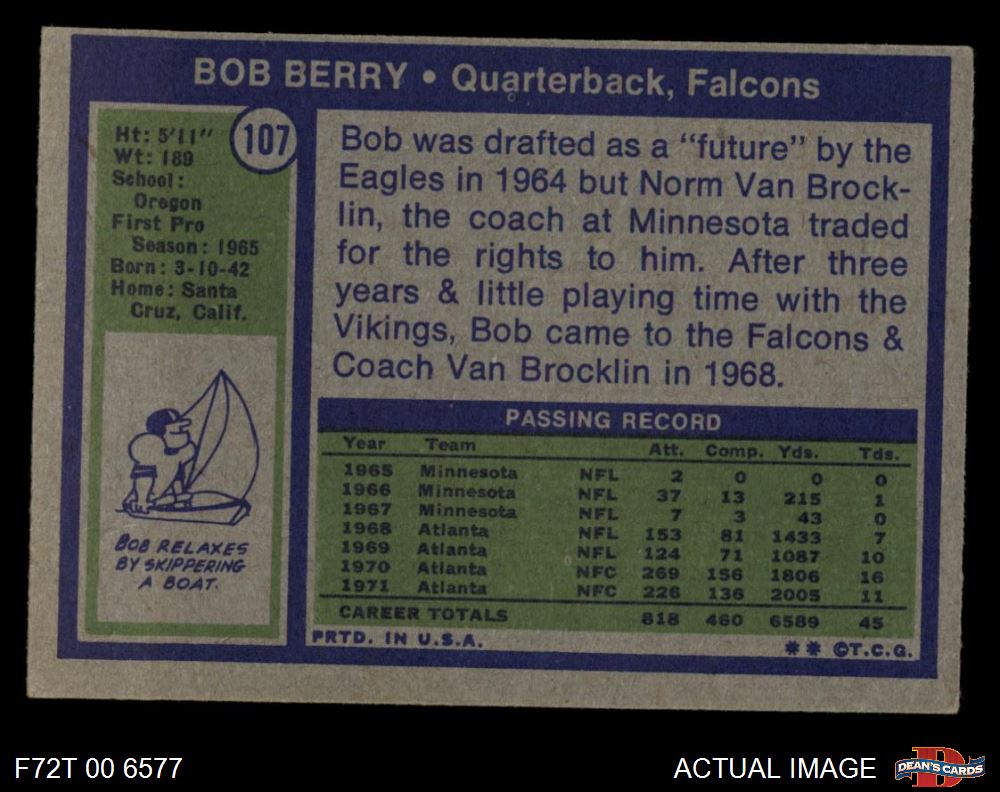 BOB BERRY • Quarterback, Falcons
107
Ht: 5'11"
Wt: 189
School:
Oregon
First Pro
Season: 1965
Born: 3-10-42
Home: Santa
Cruz, Calif.
BOB RELAXES
BY SKIPPERING
A BOAT.
Bob was drafted as a "future" by the
Eagles in 1964 but Norm Van Brock-
lin, the coach at Minnesota traded
for the rights to him. After three
years & little playing time with the
Vikings, Bob came to the Falcons &
Coach Van Brocklin in 1968.
PASSING RECORD
Year Team Att. Comp. Yds. Tds.
1965 Minnesota NFL 2 0 0 0
1966 Minnesota NFL 37 13 215 1
1967 Minnesota NFL 7 3 43 0
1968 Atlanta NFL 153 81 1433 7
1969 Atlanta NFL 124 71 1087 10
1970 Atlanta NFC 269 156 1806 16
1971 Atlanta NFC 226 136 2005 11
CAREER TOTALS 818 460 6589 45
PRTD. IN U.S.A. ** ©T.C.G.
F72T 00 6577
ACTUAL IMAGE
DEAN'S CARDS